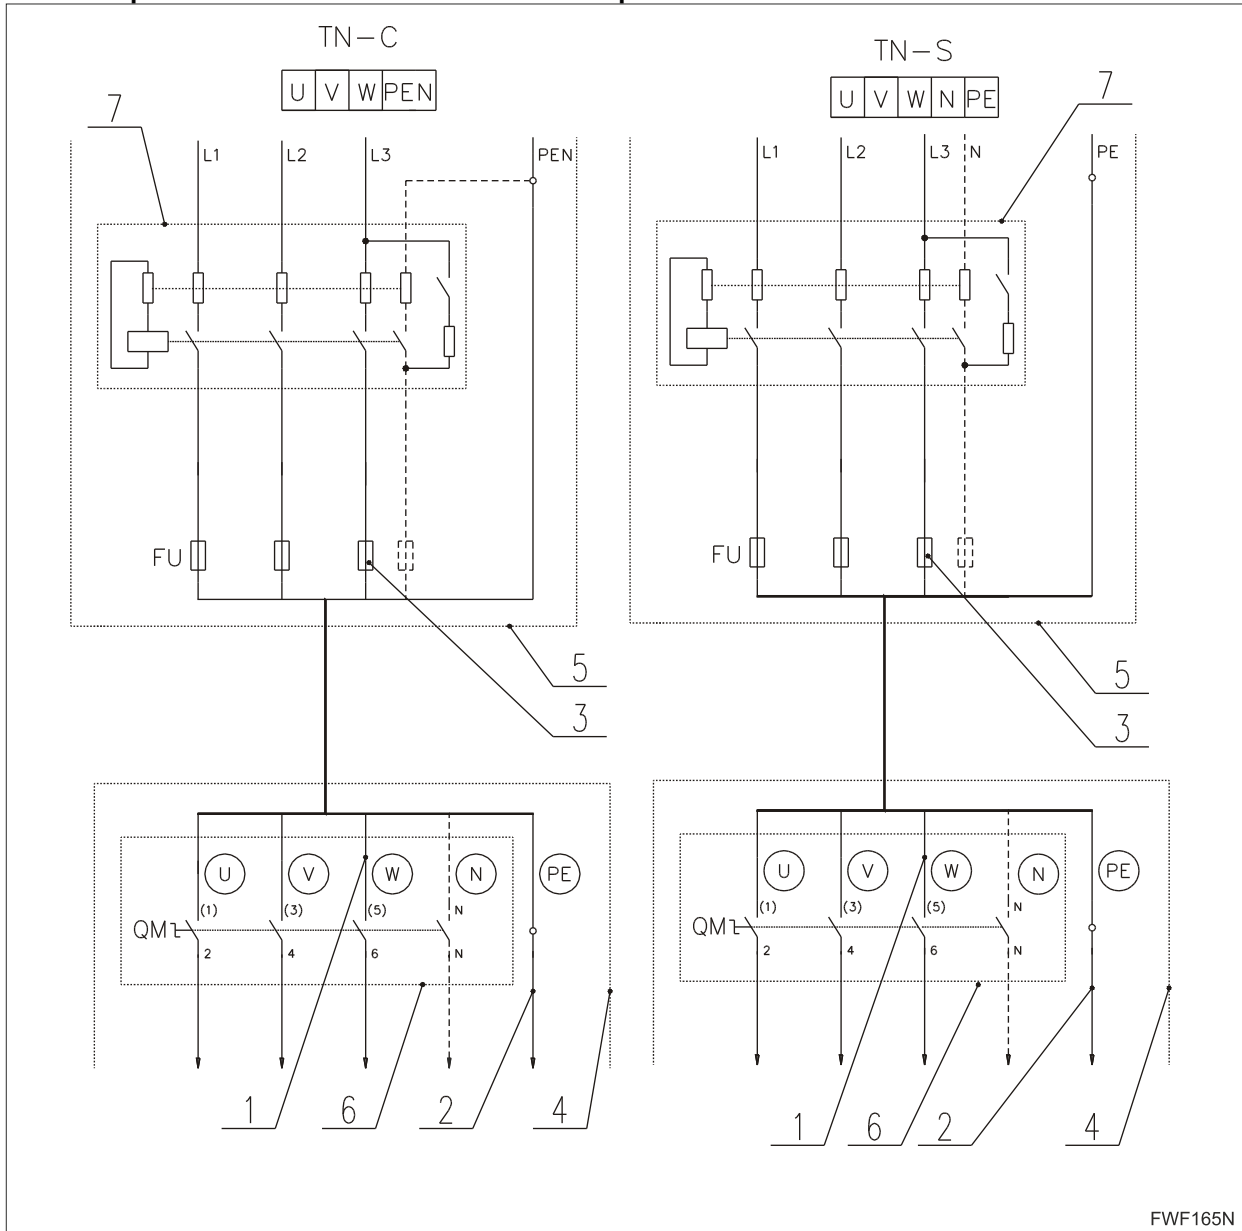 TN-C
U V W PEN
7
L1 L2 L3 PEN
FU
5
3
U V W N PE
(1) (3) (5) N
QM
2 4 6 N
1 6 2 4
TN-S
U V W N PE
7
L1 L2 L3 N PE
FU
5
3
U V W N PE
(1) (3) (5) N
QM
2 4 6 N
1 6 2 4
FWF165N